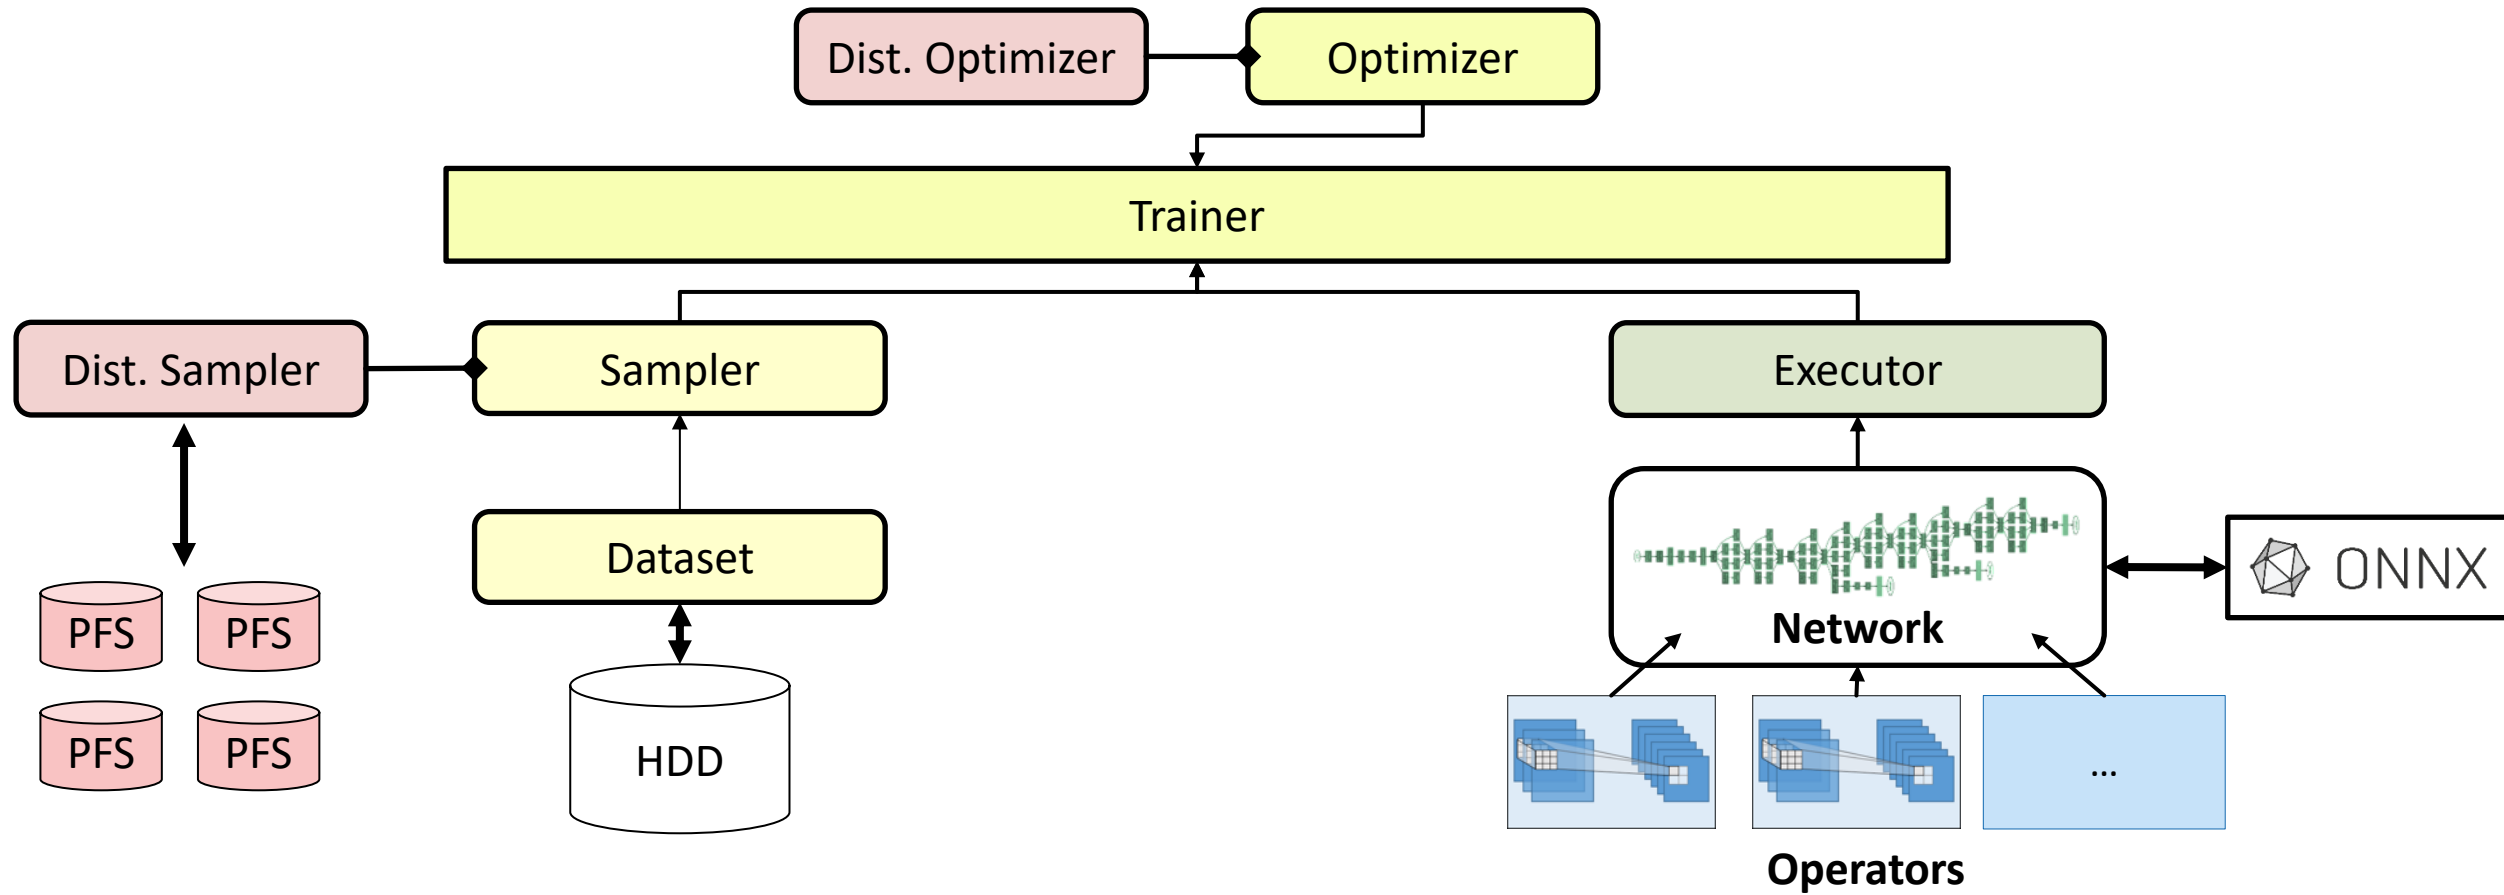 Dist. Optimizer
Optimizer
Trainer
Dist. Sampler
Sampler
Executor
Dataset
ONNX
Network
PFS
PFS
PFS
PFS
HDD
...
Operators